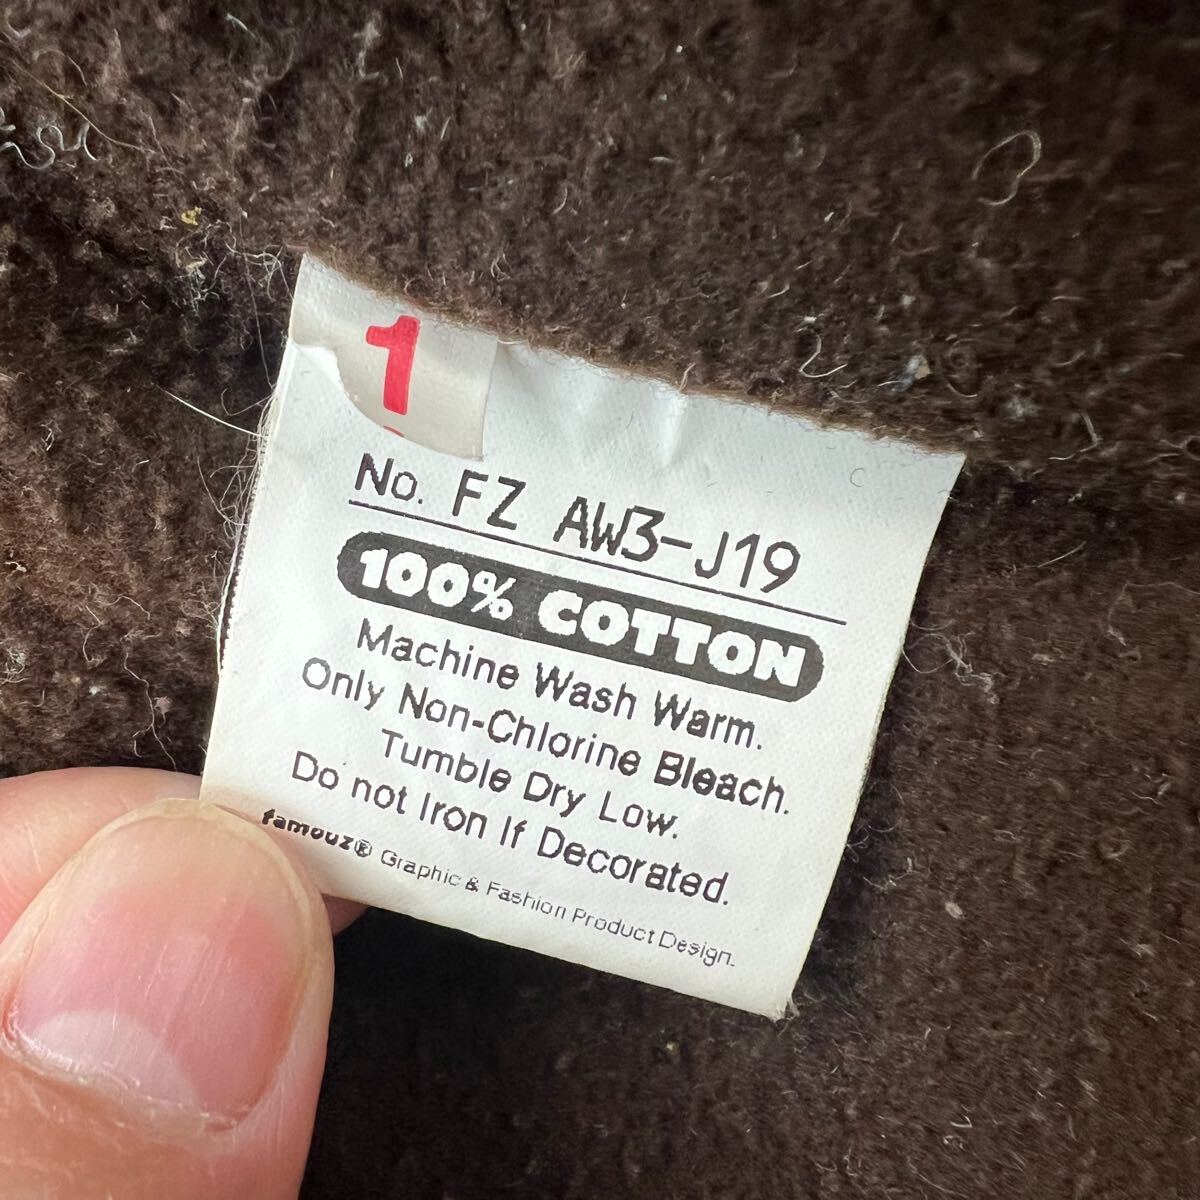 1
No. FZ AW3-J19
100% COTTON
Machine Wash Warm.
Only Non-Chlorine Bleach.
Tumble Dry Low.
Do not Iron If Decorated.
famouz® Graphic & Fashion Product Design.